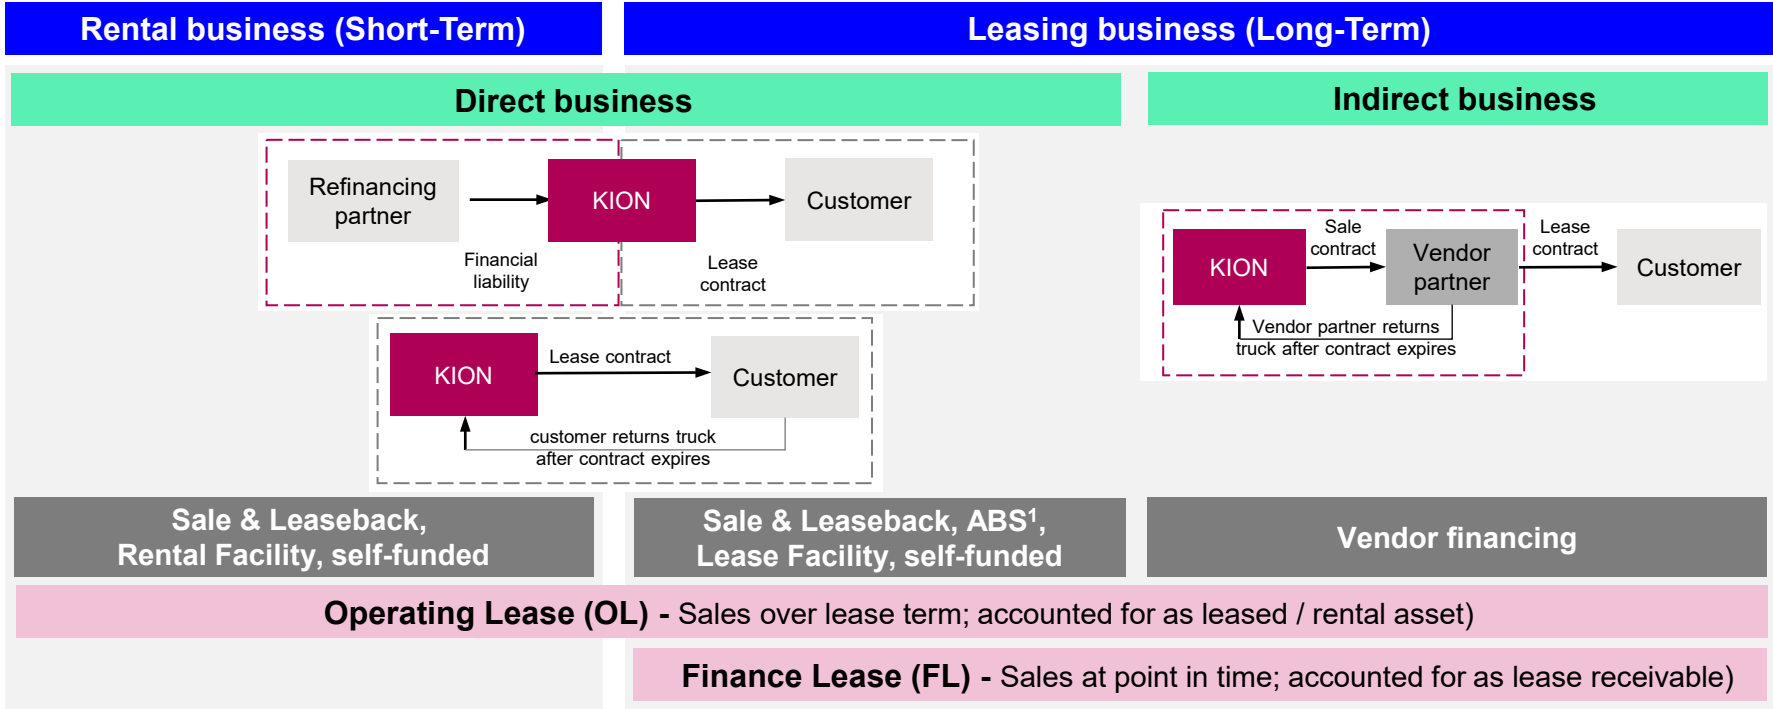 Rental business (Short-Term)
Leasing business (Long-Term)
Direct business
Indirect business
Refinancing
partner
KION
Customer
Financial
liability
Lease
contract
KION
Lease contract
Customer
customer returns truck
after contract expires
KION
Sale
contract
Vendor
partner
Lease
contract
Customer
Vendor partner returns
truck after contract expires
Sale & Leaseback,
Rental Facility, self-funded
Sale & Leaseback, ABS¹,
Lease Facility, self-funded
Vendor financing
Operating Lease (OL) - Sales over lease term; accounted for as leased / rental asset)
Finance Lease (FL) - Sales at point in time; accounted for as lease receivable)